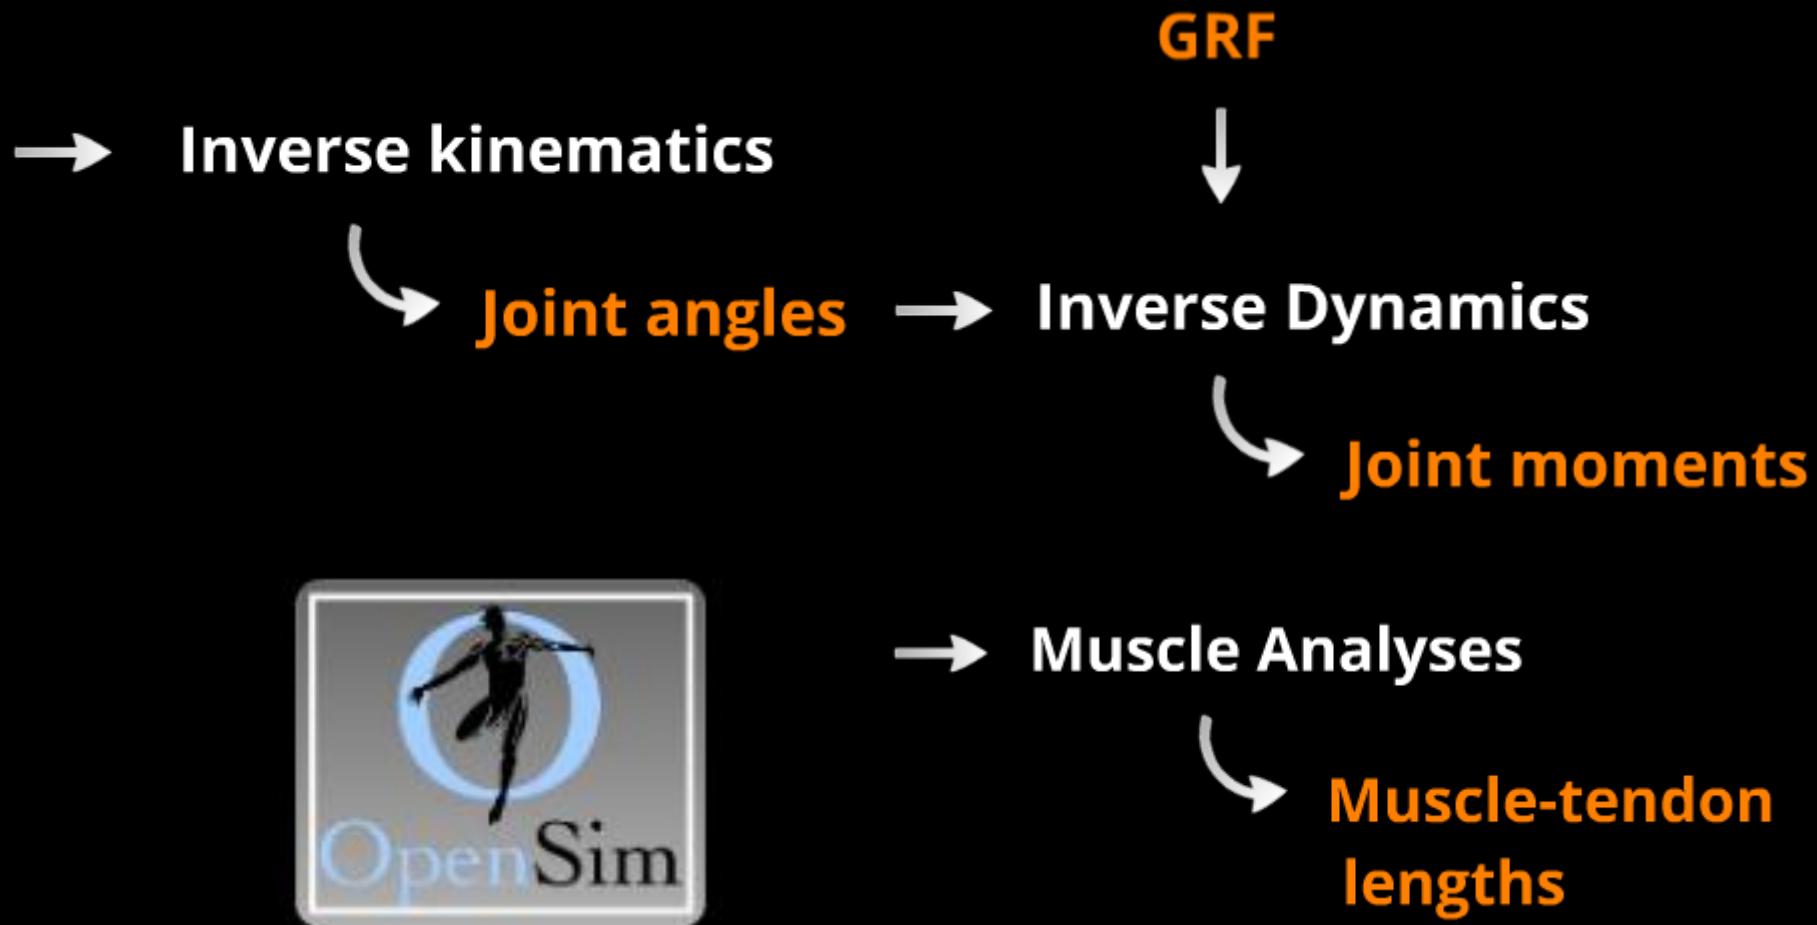 GRF
Inverse kinematics
Joint angles
Inverse Dynamics
Joint moments
Muscle Analyses
Muscle-tendon
lengths
OpenSim